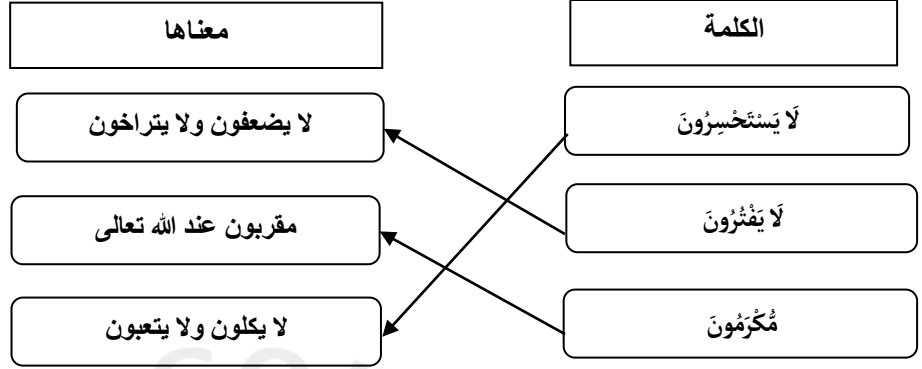 الكلمة
معناها
لَا يَسْتَحْسِرُونَ
لا يضعفون ولا يتراخون
لَا يَفْتُرُونَ
مقربون عند الله تعالى
مُّكْرَمُونَ
لا يكلون ولا يتعبون